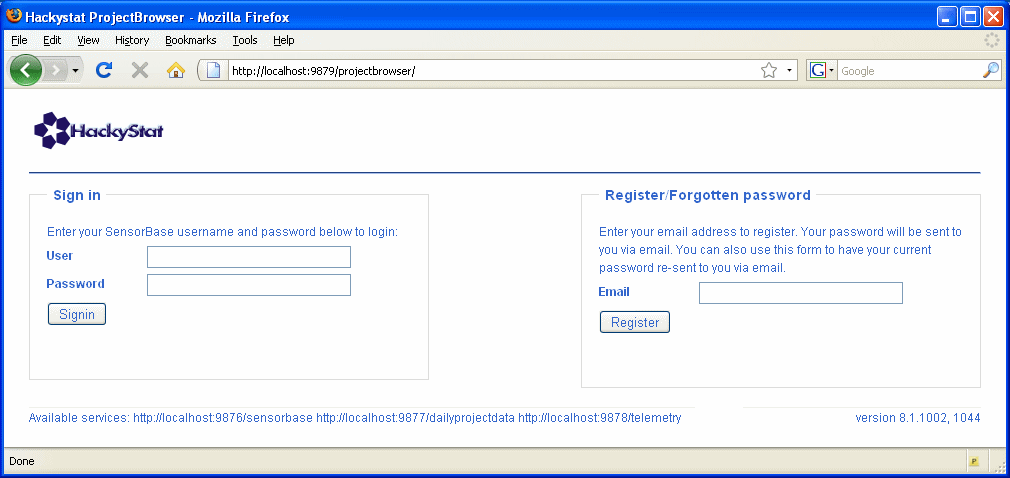 Hackystat ProjectBrowser - Mozilla Firefox
File Edit View History Bookmarks Tools Help
http://localhost:9879/projectbrowser/ G Google
HackyStat
Sign in
Enter your SensorBase username and password below to login:
User
Password
Signin
Register/Forgotten password
Enter your email address to register. Your password will be sent to
you via email. You can also use this form to have your current
password re-sent to you via email.
Email
Register
Available services: http://localhost:9876/sensorbase http://localhost:9877/dailyprojectdata http://localhost:9878/telemetry version 8.1.1002, 1044
Done P